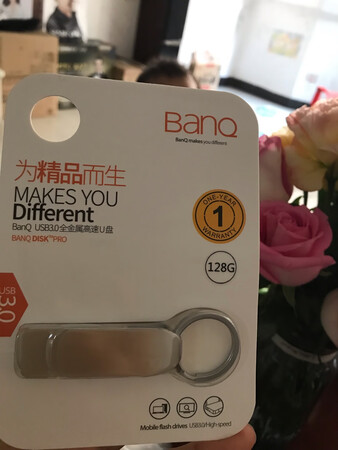 BanQ
BanQ makes you different.
为精品而生
MAKES YOU
Different
BanQ USB3.0全金属高速U盘
BANQ DISK™PRO
ONE-YEAR
1
WARRANTY
128G
USB
3.0
Mobile flash drives USB3.0/High-speed